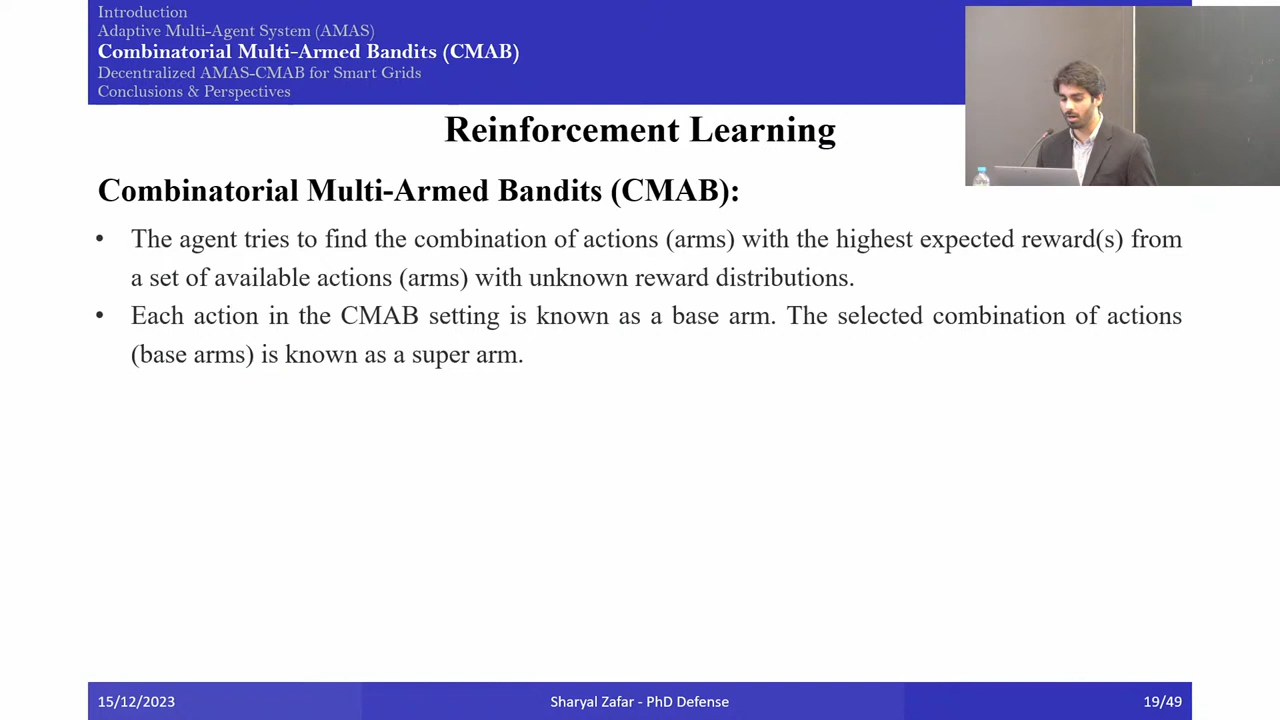 Introduction
Adaptive Multi-Agent System (AMAS)
Combinatorial Multi-Armed Bandits (CMAB)
Decentralized AMAS-CMAB for Smart Grids
Conclusions & Perspectives
Reinforcement Learning
Combinatorial Multi-Armed Bandits (CMAB):
• The agent tries to find the combination of actions (arms) with the highest expected reward(s) from
a set of available actions (arms) with unknown reward distributions.
• Each action in the CMAB setting is known as a base arm. The selected combination of actions
(base arms) is known as a super arm.
15/12/2023
Sharyal Zafar - PhD Defense
19/49